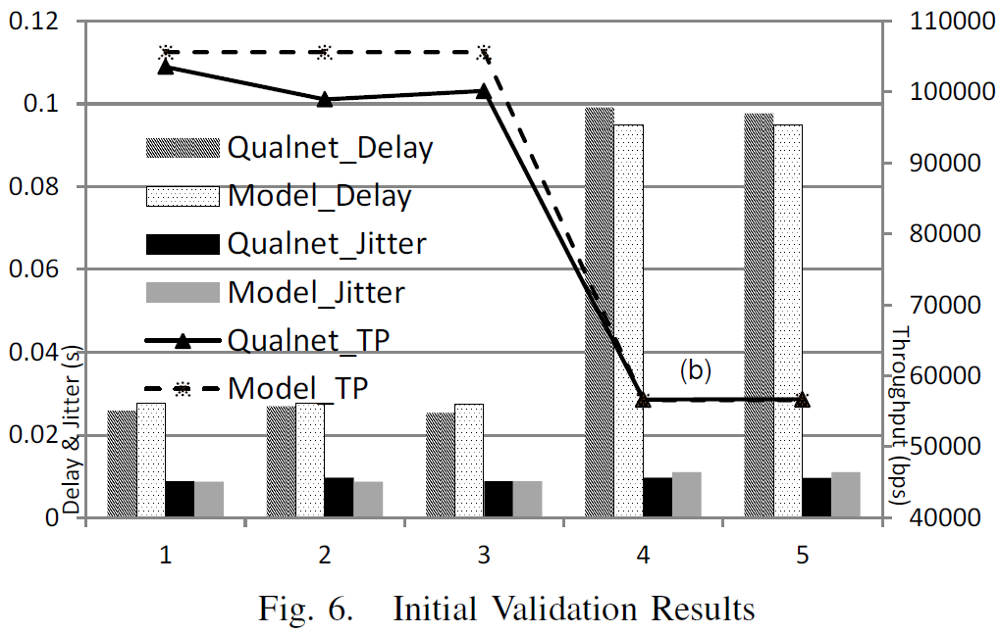 0.12
0.1
0.08
0.06
0.04
0.02
0
Delay & Jitter (s)
110000
100000
90000
80000
70000
60000
50000
40000
Throughput (bps)
Qualnet_Delay
Model_Delay
Qualnet_Jitter
Model_Jitter
Qualnet_TP
Model_TP
(b)
1 2 3 4 5
Fig. 6. Initial Validation Results